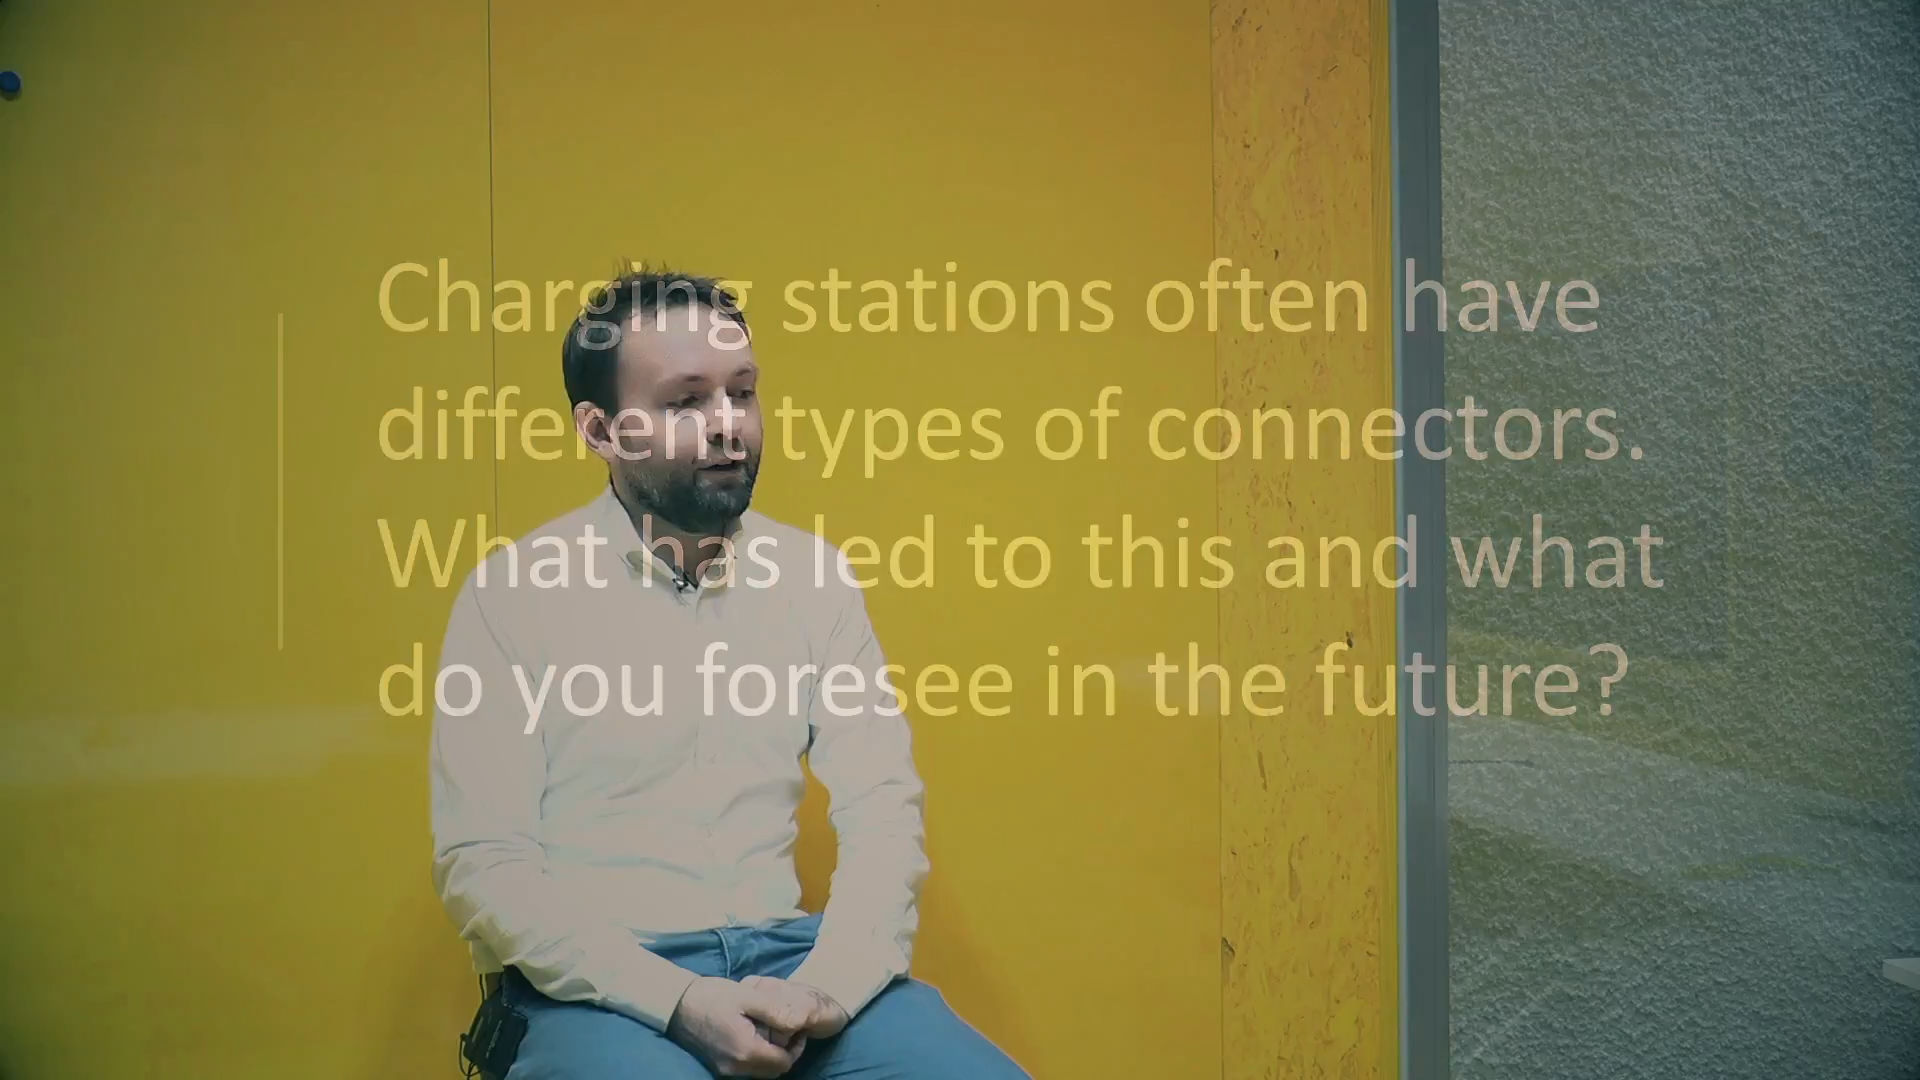 Charging stations often have
different types of connectors.
What has led to this and what
do you foresee in the future?